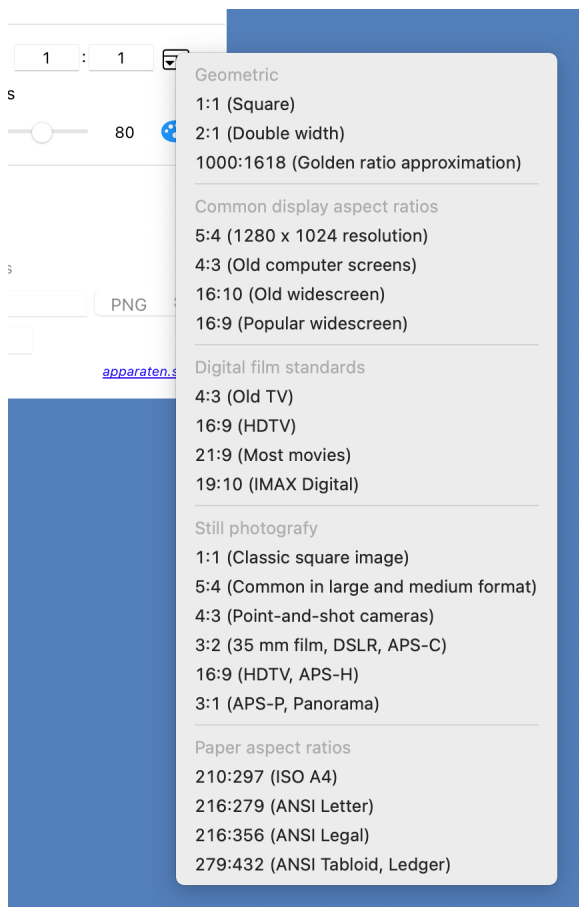 1 : 1
s
80
s
PNG
apparaten.s
Geometric
1:1 (Square)
2:1 (Double width)
1000:1618 (Golden ratio approximation)
Common display aspect ratios
5:4 (1280 x 1024 resolution)
4:3 (Old computer screens)
16:10 (Old widescreen)
16:9 (Popular widescreen)
Digital film standards
4:3 (Old TV)
16:9 (HDTV)
21:9 (Most movies)
19:10 (IMAX Digital)
Still photografy
1:1 (Classic square image)
5:4 (Common in large and medium format)
4:3 (Point-and-shot cameras)
3:2 (35 mm film, DSLR, APS-C)
16:9 (HDTV, APS-H)
3:1 (APS-P, Panorama)
Paper aspect ratios
210:297 (ISO A4)
216:279 (ANSI Letter)
216:356 (ANSI Legal)
279:432 (ANSI Tabloid, Ledger)